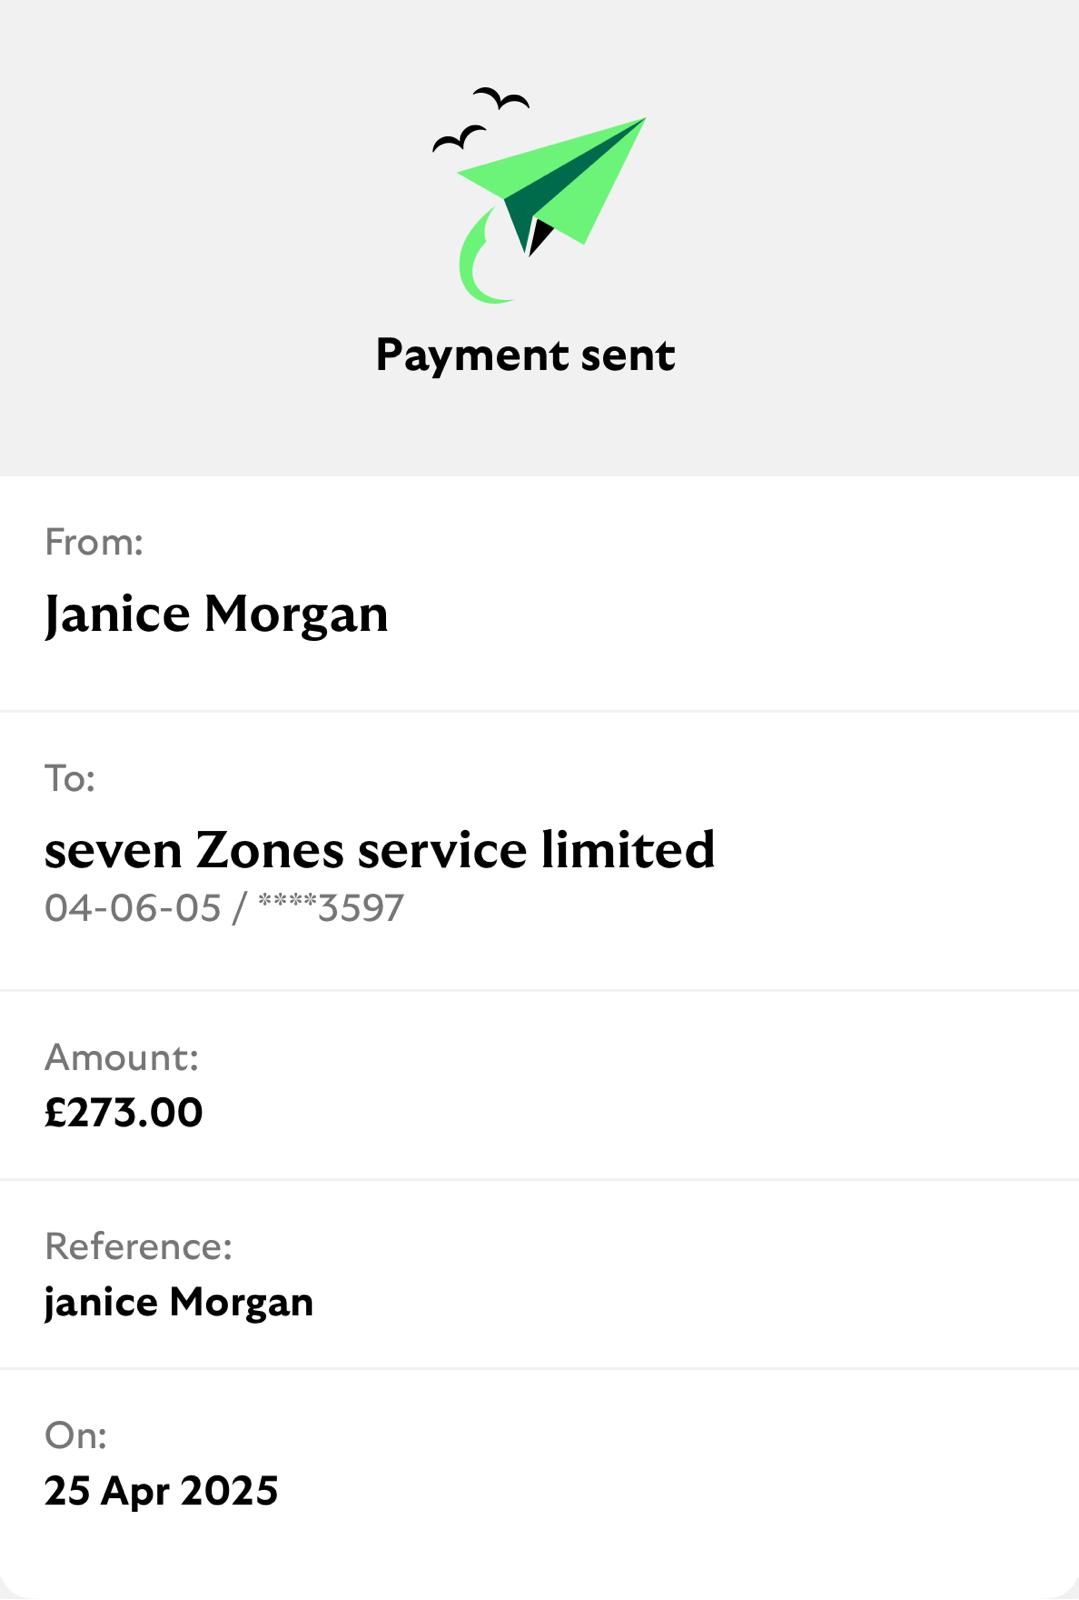 Payment sent
From:
Janice Morgan
To:
seven Zones service limited
04-06-05 / ****3597
Amount:
£273.00
Reference:
janice Morgan
On:
25 Apr 2025